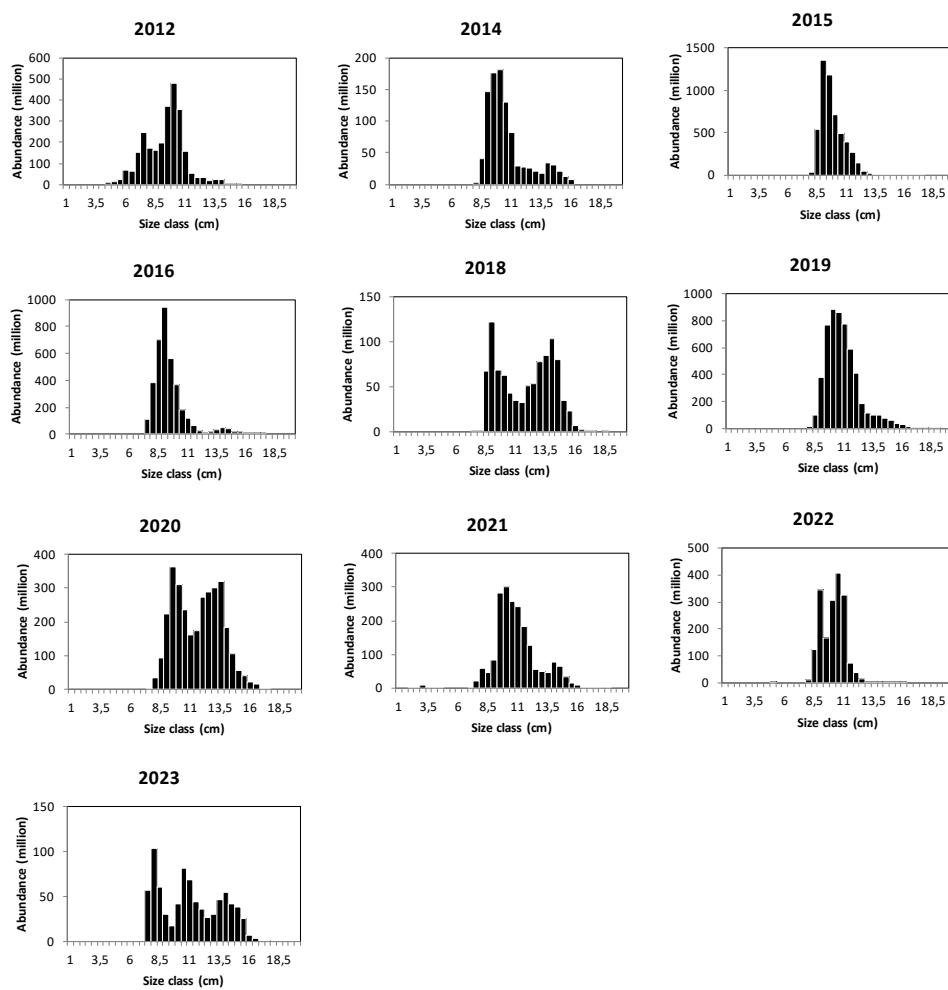 2012
Abundance (million)
600
500
400
300
200
100
0
1 3,5 6 8,5 11 13,5 16 18,5
Size class (cm)
2014
Abundance (million)
200
150
100
50
0
1 3,5 6 8,5 11 13,5 16 18,5
Size class (cm)
2015
Abundance (million)
1500
1000
500
0
1 3,5 6 8,5 11 13,5 16 18,5
Size class (cm)
2016
Abundance (million)
1000
800
600
400
200
0
1 3,5 6 8,5 11 13,5 16 18,5
Size class (cm)
2018
Abundance (million)
150
100
50
0
1 3,5 6 8,5 11 13,5 16 18,5
Size class (cm)
2019
Abundance (million)
1000
800
600
400
200
0
1 3,5 6 8,5 11 13,5 16 18,5
Size class (cm)
2020
Abundance (million)
400
300
200
100
0
1 3,5 6 8,5 11 13,5 16 18,5
Size class (cm)
2021
Abundance (million)
400
300
200
100
0
1 3,5 6 8,5 11 13,5 16 18,5
Size class (cm)
2022
Abundance (million)
500
400
300
200
100
0
1 3,5 6 8,5 11 13,5 16 18,5
Size class (cm)
2023
Abundance (million)
150
100
50
0
1 3,5 6 8,5 11 13,5 16 18,5
Size class (cm)